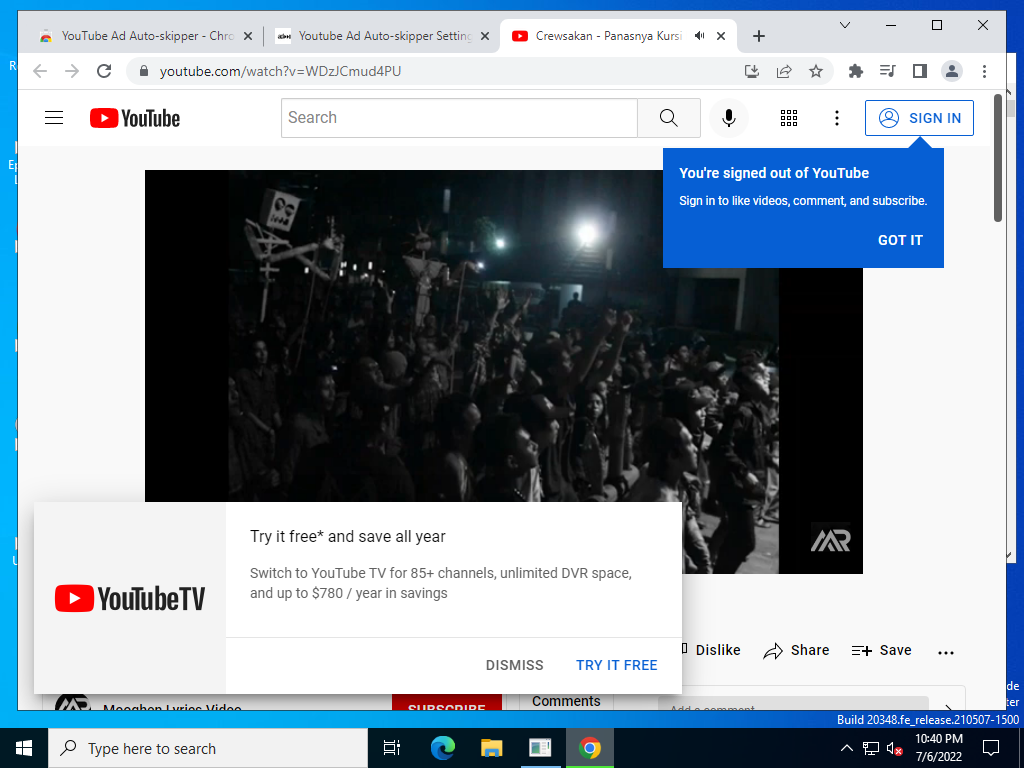 YouTube Ad Auto-skipper - Chro
Youtube Ad Auto-skipper Setting
Crewsakan - Panasnya Kursi
youtube.com/watch?v=WDzJCmud4PU
YouTube
Search
SIGN IN
You're signed out of YouTube
Sign in to like videos, comment, and subscribe.
GOT IT
MR
YouTubeTV
Try it free* and save all year
Switch to YouTube TV for 85+ channels, unlimited DVR space,
and up to $780 / year in savings
DISMISS
TRY IT FREE
Dislike
Share
Save
Mooghen Lyrics Video
SUBSCRIBE
Comments
Add a comment...
Build 20348.fe_release.210507-1500
Type here to search
10:40 PM
7/6/2022